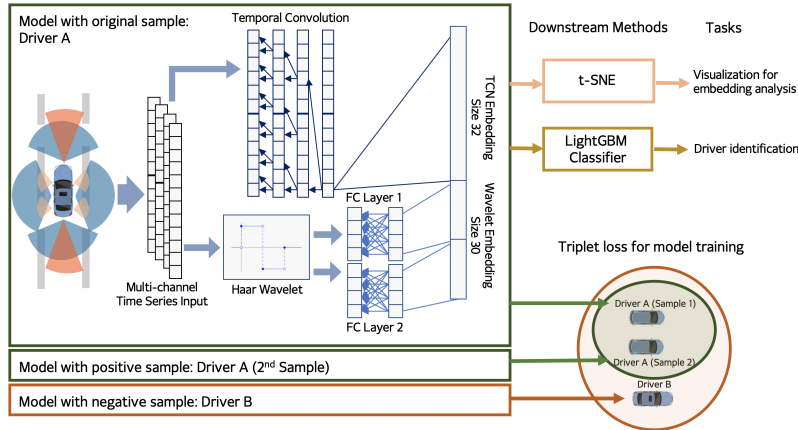 Model with original sample:
Driver A
Temporal Convolution
Multi-channel
Time Series Input
Haar Wavelet
FC Layer 1
FC Layer 2
TCN Embedding
Size 32
Wavelet Embedding
Size 30
Downstream Methods
Tasks
t-SNE
Visualization for
embedding analysis
LightGBM
Classifier
Driver identification
Triplet loss for model training
Driver A (Sample 1)
Driver A (Sample 2)
Driver B
Model with positive sample: Driver A (2nd Sample)
Model with negative sample: Driver B